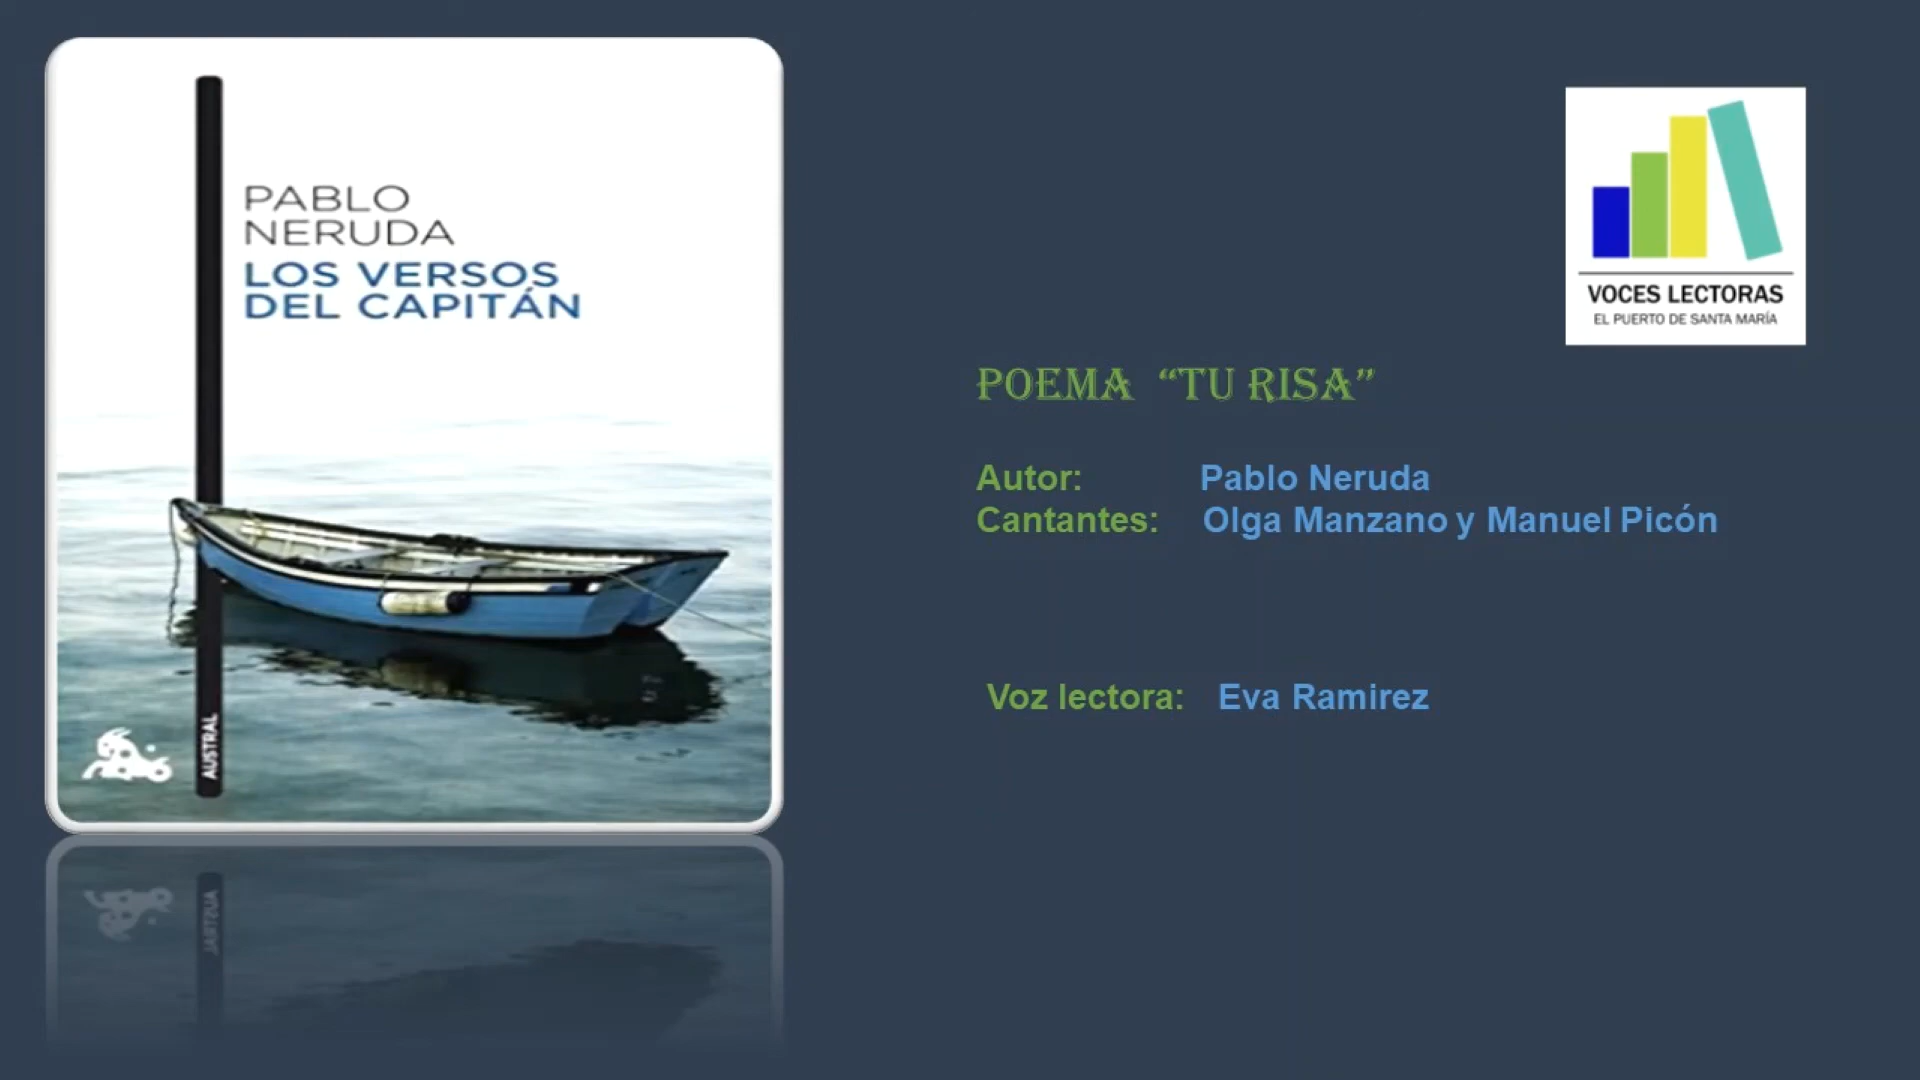 PABLO
NERUDA
LOS VERSOS
DEL CAPITÁN
AUSTRAL
VOCES LECTORAS
EL PUERTO DE SANTA MARÍA
POEMA “TU RISA”
Autor: Pablo Neruda
Cantantes: Olga Manzano y Manuel Picón
Voz lectora: Eva Ramirez